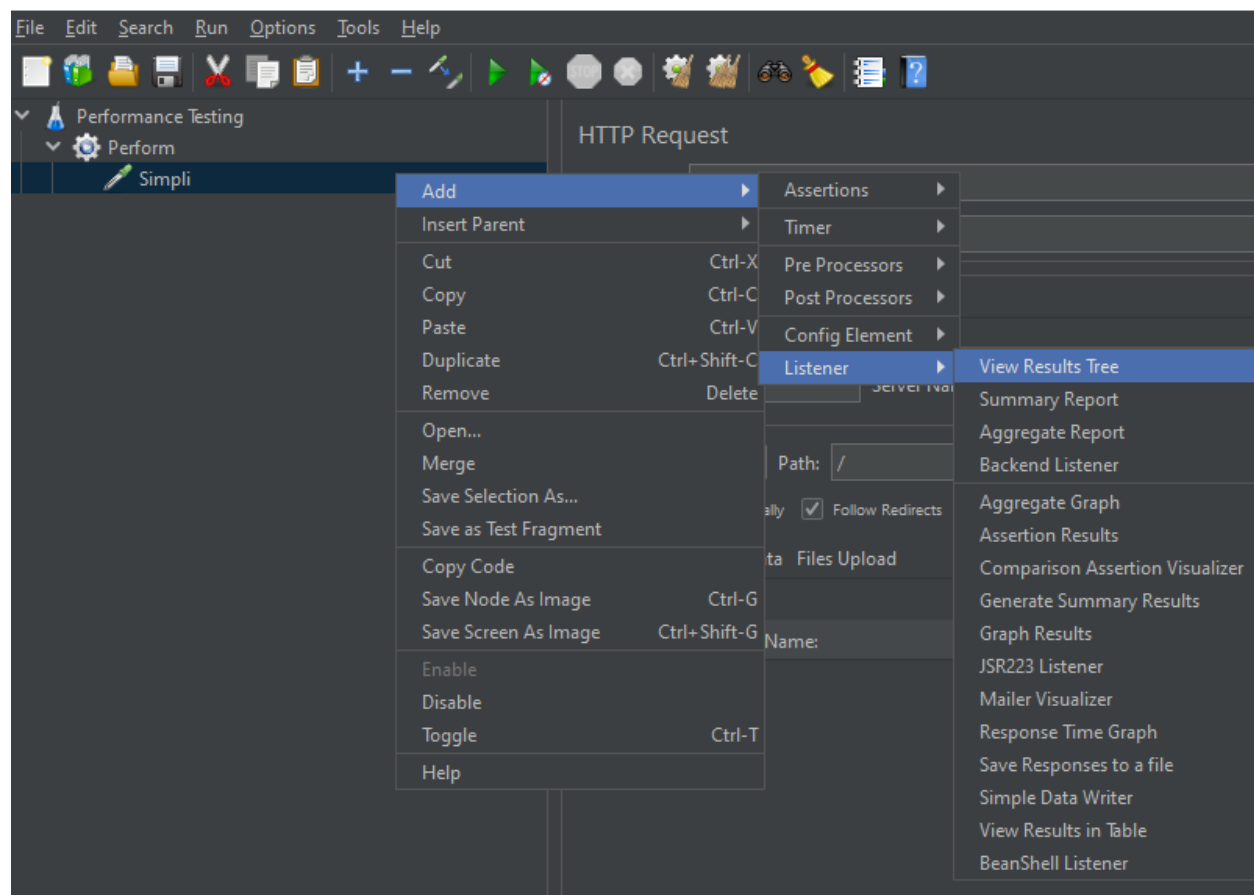 File Edit Search Run Options Tools Help
STOP
Performance Testing
Perform
Simpli
HTTP Request
Add
Insert Parent
Cut Ctrl-X
Copy Ctrl-C
Paste Ctrl-V
Duplicate Ctrl+Shift-C
Remove Delete
Open...
Merge
Save Selection As...
Save as Test Fragment
Copy Code
Save Node As Image Ctrl-G
Save Screen As Image Ctrl+Shift-G
Enable
Disable
Toggle Ctrl-T
Help
Assertions
Timer
Pre Processors
Post Processors
Config Element
Listener
Server Nai
Path: /
ally Follow Redirects
ta Files Upload
Name:
View Results Tree
Summary Report
Aggregate Report
Backend Listener
Aggregate Graph
Assertion Results
Comparison Assertion Visualizer
Generate Summary Results
Graph Results
JSR223 Listener
Mailer Visualizer
Response Time Graph
Save Responses to a file
Simple Data Writer
View Results in Table
BeanShell Listener